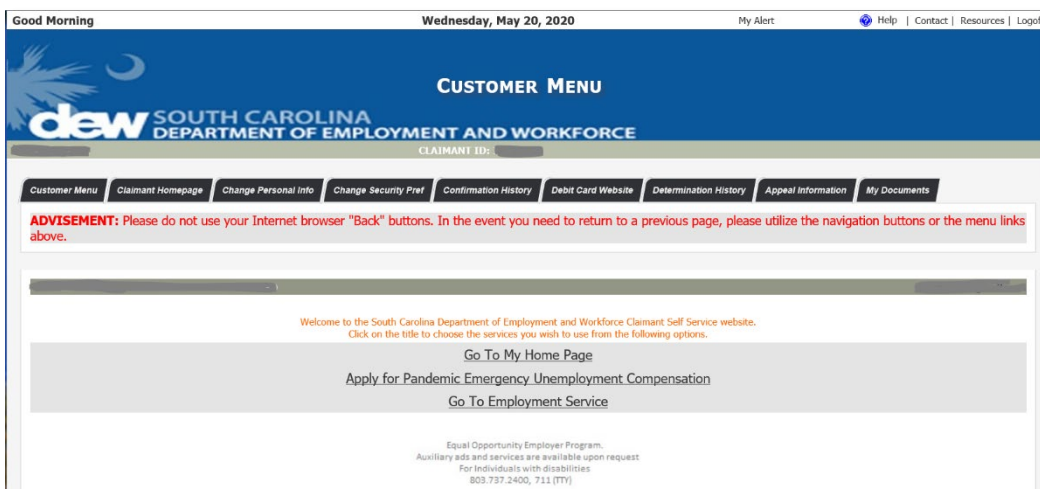 Good Morning Wednesday, May 20, 2020 My Alert Help | Contact | Resources | Logof
CUSTOMER MENU
dew SOUTH CAROLINA
DEPARTMENT OF EMPLOYMENT AND WORKFORCE
CLAIMANT ID:
Customer Menu Claimant Homepage Change Personal Info Change Security Pref Confirmation History Debit Card Website Determination History Appeal Information My Documents
ADVISEMENT: Please do not use your Internet browser "Back" buttons. In the event you need to return to a previous page, please utilize the navigation buttons or the menu links
above.
Welcome to the South Carolina Department of Employment and Workforce Claimant Self Service website.
Click on the title to choose the services you wish to use from the following options.
Go To My Home Page
Apply for Pandemic Emergency Unemployment Compensation
Go To Employment Service
Equal Opportunity Employer Program.
Auxiliary ads and services are available upon request
For Individuals with disabilities
803.737.2400, 711 (TTY)